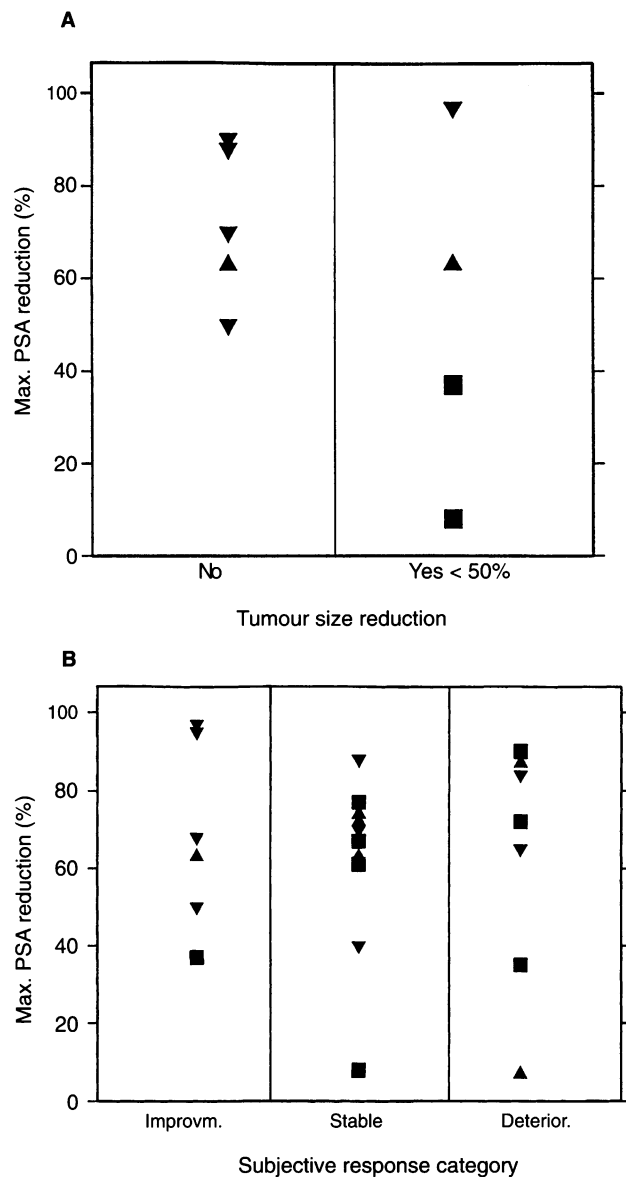 A
Max. PSA reduction (%)
100
80
60
40
20
0
No
Yes < 50%
Tumour size reduction
B
Max. PSA reduction (%)
100
80
60
40
20
0
Improvm.
Stable
Deterior.
Subjective response category